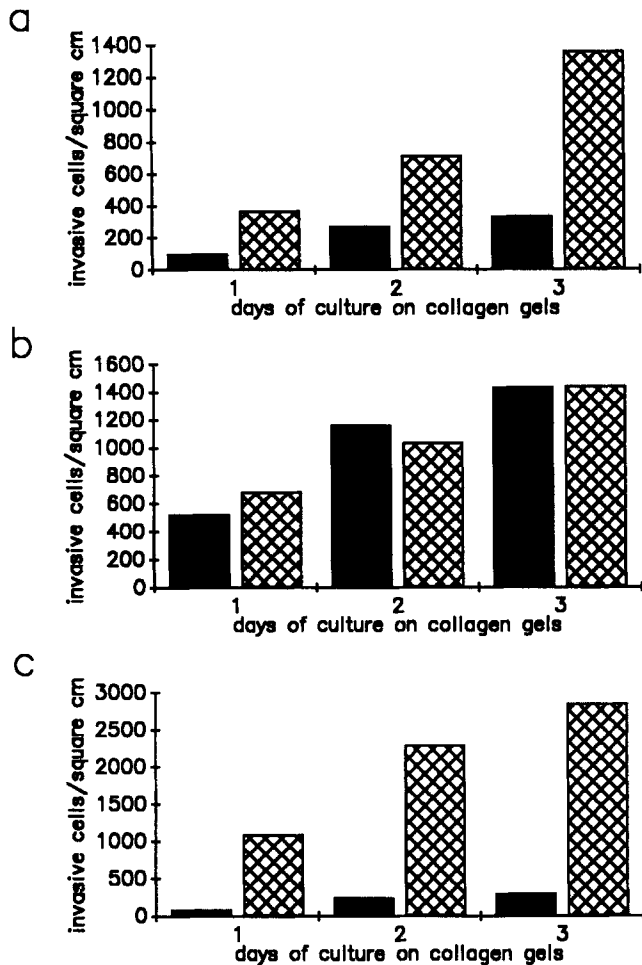 a
invasive cells/square cm
1400
1200
1000
800
600
400
200
0
1 2 3
days of culture on collagen gels
b
invasive cells/square cm
1600
1400
1200
1000
800
600
400
200
0
1 2 3
days of culture on collagen gels
c
invasive cells/square cm
3000
2500
2000
1500
1000
500
0
1 2 3
days of culture on collagen gels